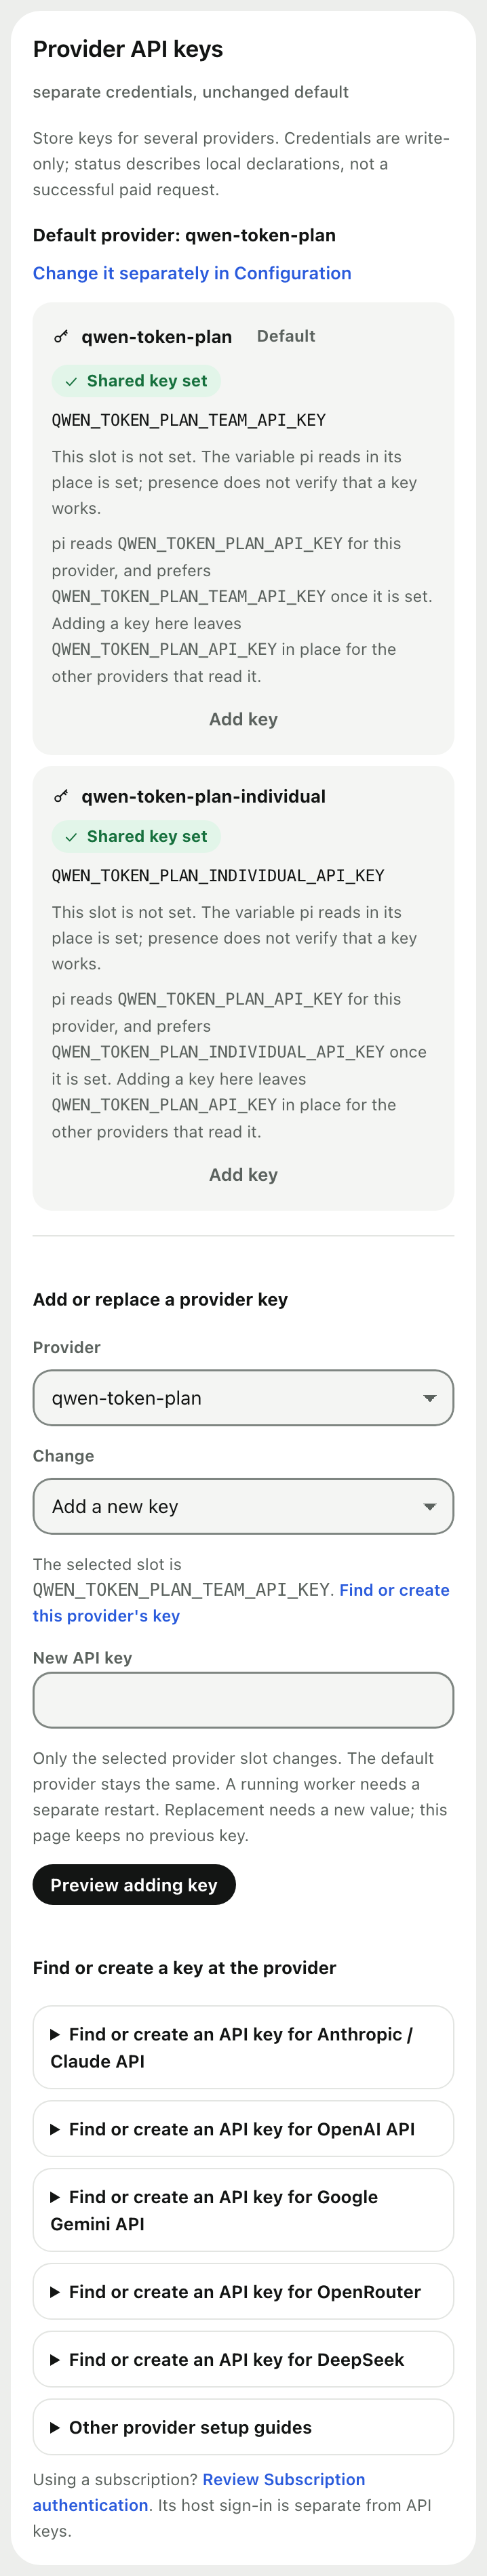 Provider API keys
separate credentials, unchanged default
Store keys for several providers. Credentials are write-
only; status describes local declarations, not a
successful paid request.
Default provider: qwen-token-plan
Change it separately in Configuration
qwen-token-plan Default
Shared key set
QWEN_TOKEN_PLAN_TEAM_API_KEY
This slot is not set. The variable pi reads in its
place is set; presence does not verify that a key
works.
pi reads QWEN_TOKEN_PLAN_API_KEY for this
provider, and prefers
QWEN_TOKEN_PLAN_TEAM_API_KEY once it is set.
Adding a key here leaves
QWEN_TOKEN_PLAN_API_KEY in place for the
other providers that read it.
Add key
qwen-token-plan-individual
Shared key set
QWEN_TOKEN_PLAN_INDIVIDUAL_API_KEY
This slot is not set. The variable pi reads in its
place is set; presence does not verify that a key
works.
pi reads QWEN_TOKEN_PLAN_API_KEY for this
provider, and prefers
QWEN_TOKEN_PLAN_INDIVIDUAL_API_KEY once
it is set. Adding a key here leaves
QWEN_TOKEN_PLAN_API_KEY in place for the
other providers that read it.
Add key
Add or replace a provider key
Provider
qwen-token-plan
Change
Add a new key
The selected slot is
QWEN_TOKEN_PLAN_TEAM_API_KEY. Find or create
this provider's key
New API key
Only the selected provider slot changes. The default
provider stays the same. A running worker needs a
separate restart. Replacement needs a new value; this
page keeps no previous key.
Preview adding key
Find or create a key at the provider
Find or create an API key for Anthropic /
Claude API
Find or create an API key for OpenAI API
Find or create an API key for Google
Gemini API
Find or create an API key for OpenRouter
Find or create an API key for DeepSeek
Other provider setup guides
Using a subscription? Review Subscription
authentication. Its host sign-in is separate from API
keys.